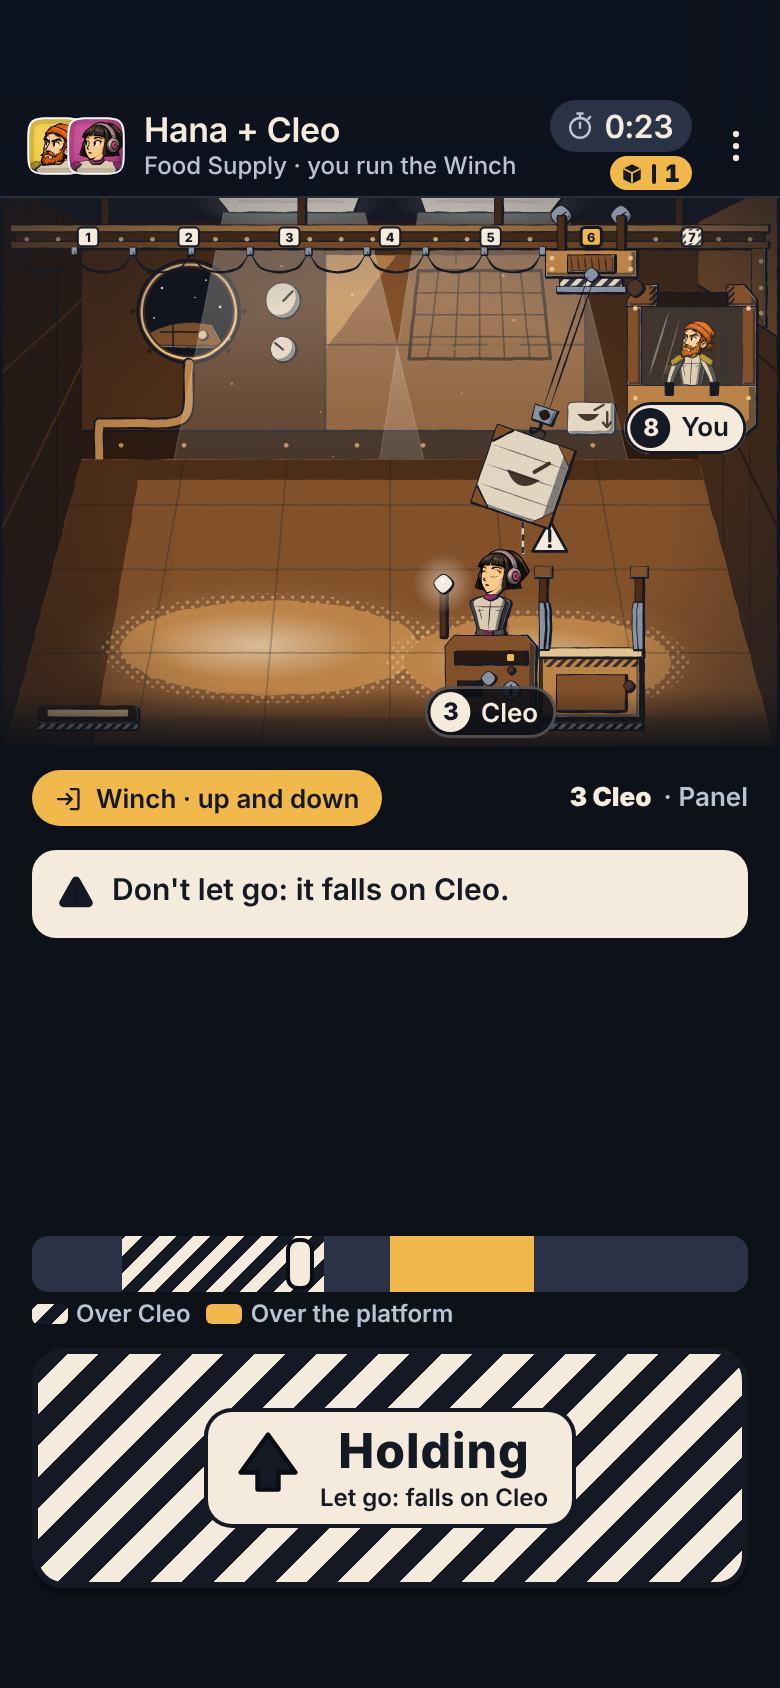 Hana + Cleo
0:23
Food Supply · you run the Winch
1
1 2 3 4 5 6 7
8 You
!
3 Cleo
Winch · up and down
3 Cleo · Panel
Don't let go: it falls on Cleo.
Over Cleo
Over the platform
Holding
Let go: falls on Cleo